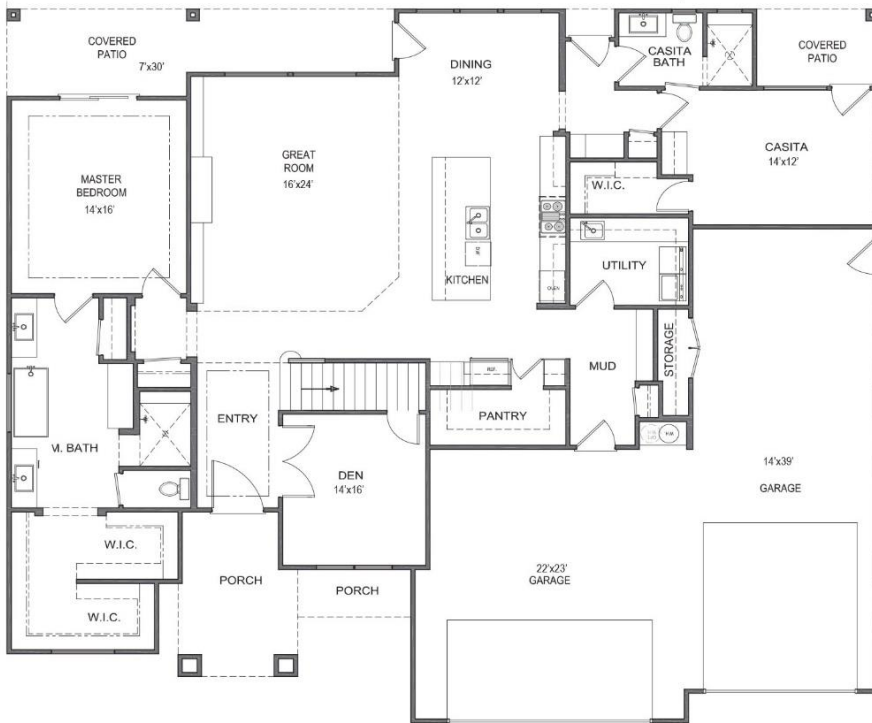 COVERED
PATIO
7'x30'
DINING
12'x12'
CASITA
BATH
COVERED
PATIO
GREAT
ROOM
16'x24'
MASTER
BEDROOM
14'x16'
CASITA
14'x12'
W.I.C.
UTILITY
KITCHEN
OVEN
STORAGE
MUD
REF.
PANTRY
ENTRY
M. BATH
DEN
14'x16'
14'x39'
GARAGE
W.I.C.
22'x23'
GARAGE
PORCH
PORCH
W.I.C.